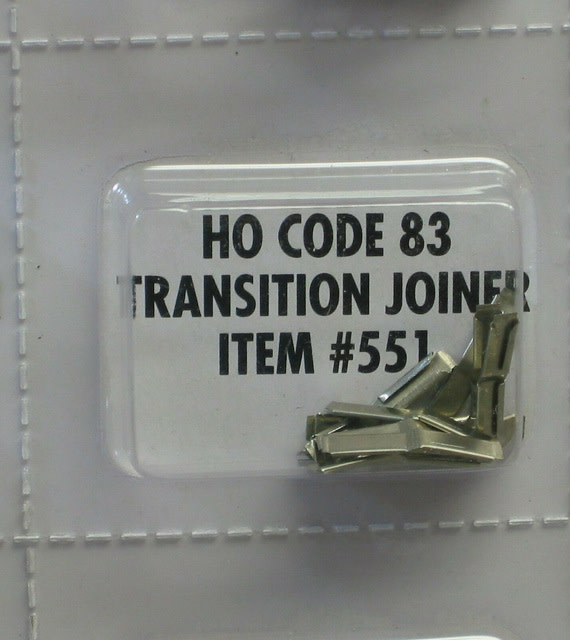 HO CODE 83
TRANSITION JOINER
ITEM #551